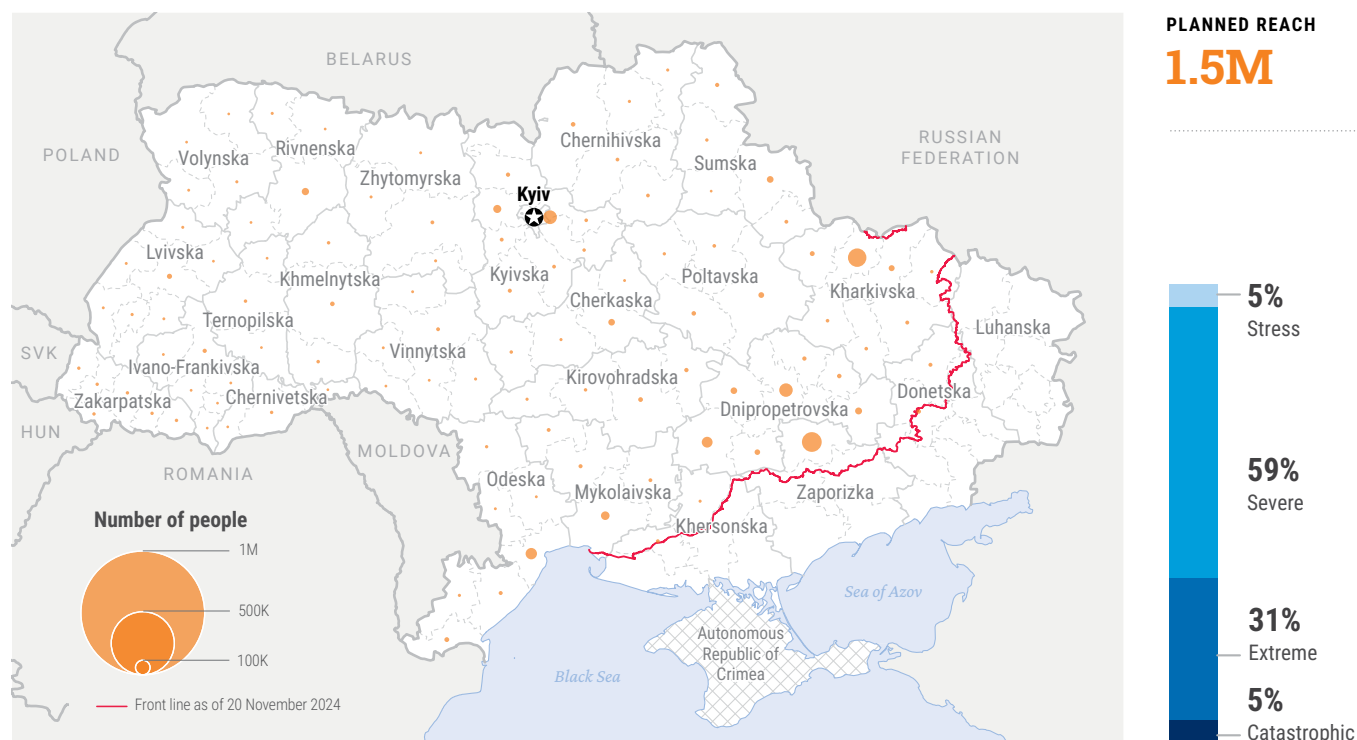 PLANNED REACH
1.5M
BELARUS
POLAND
RUSSIAN
FEDERATION
Volynska
Rivnenska
Zhytomyrska
Chernihivska
Sumska
Kyiv
Lvivska
Khmelnytska
Kyivska
Cherkaska
Poltavska
Kharkivska
Ternopilska
Luhanska
SVK
Ivano-Frankivska
Vinnytska
Kirovohradska
Donetska
Zakarpatska
Chernivetska
Dnipropetrovska
HUN
MOLDOVA
ROMANIA
Odeska
Mykolaivska
Zaporizka
Khersonska
Sea of Azov
Autonomous
Republic of
Crimea
Black Sea
Number of people
1M
500K
100K
Front line as of 20 November 2024
5%
Stress
59%
Severe
31%
Extreme
5%
Catastrophic